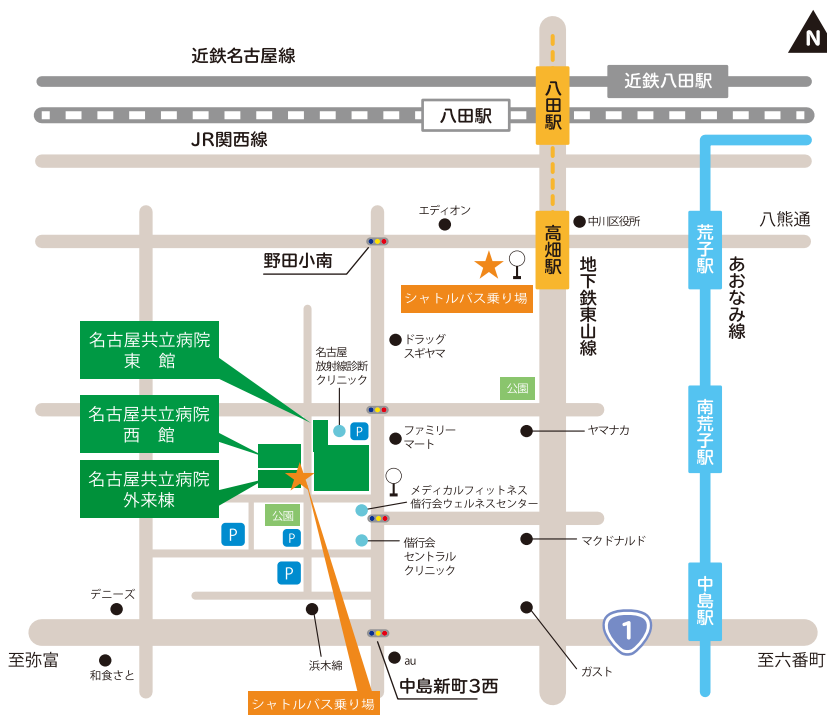 N
近鉄名古屋線
近鉄八田駅
八田駅
八田駅
JR関西線
エディオン
中川区役所
八熊通
高畑駅
荒子駅
野田小南
地下鉄東山線
あおなみ線
シャトルバス乗り場
名古屋共立病院
東 館
名古屋
放射線診断
クリニック
ドラッグ
スギヤマ
公園
名古屋共立病院
西 館
P
ファミリー
マート
ヤマナカ
南荒子駅
名古屋共立病院
外来棟
メディカルフィットネス
偕行会ウェルネスセンター
公園
P
P
偕行会
セントラル
クリニック
マクドナルド
P
デニーズ
中島駅
1
至弥富
和食さと
浜木綿
au
ガスト
至六番町
中島新町3西
シャトルバス乗り場